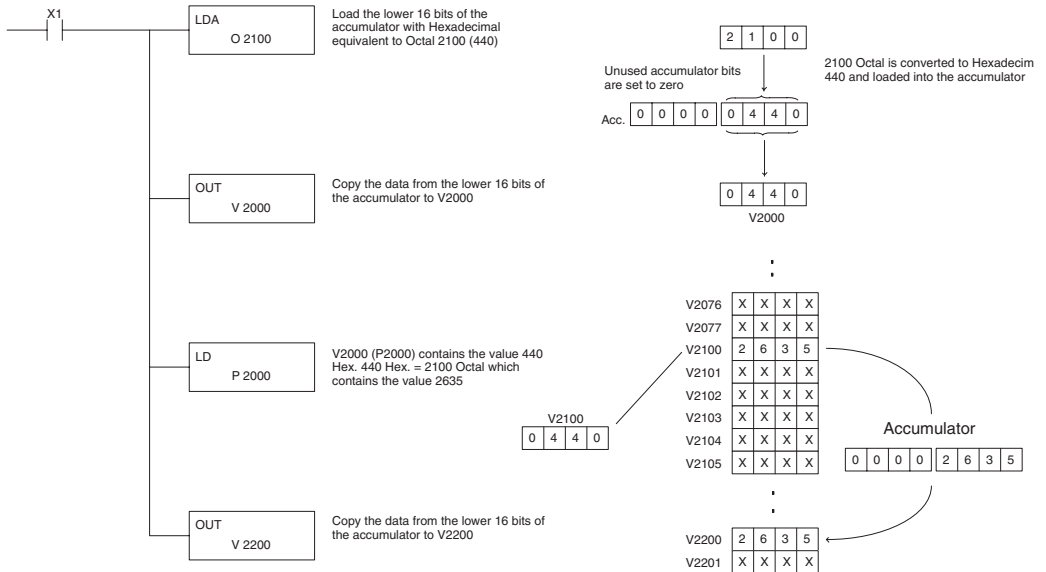 X1
LDA
O 2100
Load the lower 16 bits of the
accumulator with Hexadecimal
equivalent to Octal 2100 (440)
2 1 0 0
2100 Octal is converted to Hexadecim
440 and loaded into the accumulator
Unused accumulator bits
are set to zero
Acc. 0 0 0 0 0 4 4 0
OUT
V 2000
Copy the data from the lower 16 bits of
the accumulator to V2000
0 4 4 0
V2000
LD
P 2000
V2000 (P2000) contains the value 440
Hex. 440 Hex. = 2100 Octal which
contains the value 2635
V2100
0 4 4 0
V2076 X X X X
V2077 X X X X
V2100 2 6 3 5
V2101 X X X X
V2102 X X X X
V2103 X X X X
V2104 X X X X
V2105 X X X X
Accumulator
0 0 0 0 2 6 3 5
OUT
V 2200
Copy the data from the lower 16 bits of
the accumulator to V2200
V2200 2 6 3 5
V2201 X X X X